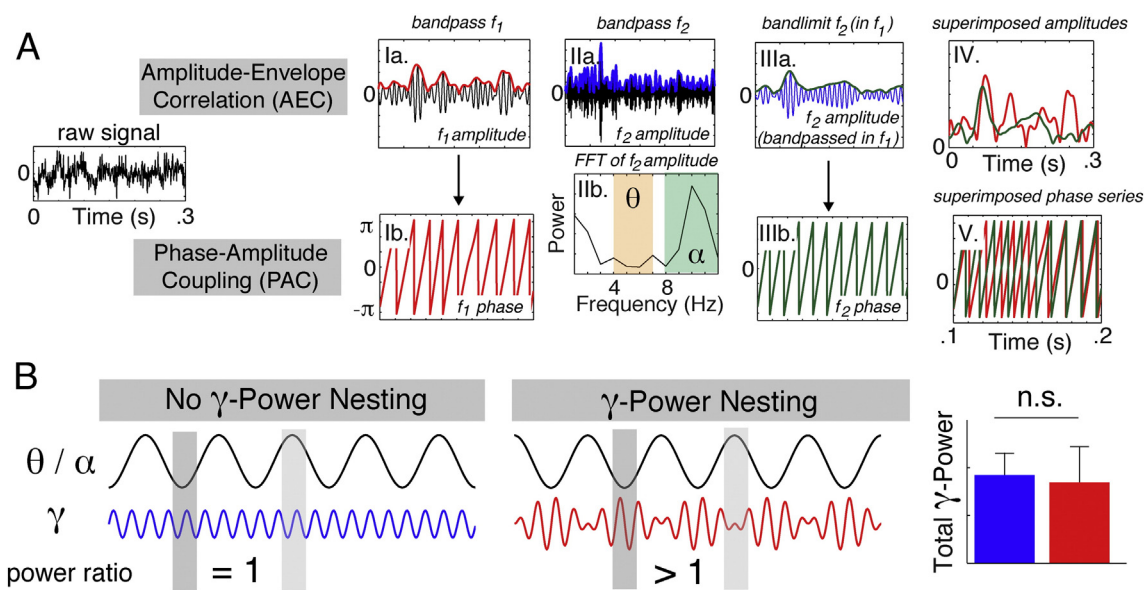 A
Amplitude-Envelope
Correlation (AEC)
raw signal
0
0
Time (s)
.3
Phase-Amplitude
Coupling (PAC)
bandpass f1
Ia.
0
f1 amplitude
π
0
-π
Ib.
f1 phase
bandpass f2
IIa.
0
f2 amplitude
FFT of f2 amplitude
IIb.
θ
α
Power
4
8
Frequency (Hz)
bandlimit f2 (in f1)
IIIa.
0
f2 amplitude
(bandpassed in f1)
IIIb.
0
f2 phase
superimposed amplitudes
IV.
0
0
Time (s)
.3
superimposed phase series
V.
0
.1
Time (s)
.2
B
No γ-Power Nesting
γ-Power Nesting
θ / α
γ
power ratio
= 1
> 1
n.s.
Total γ-Power